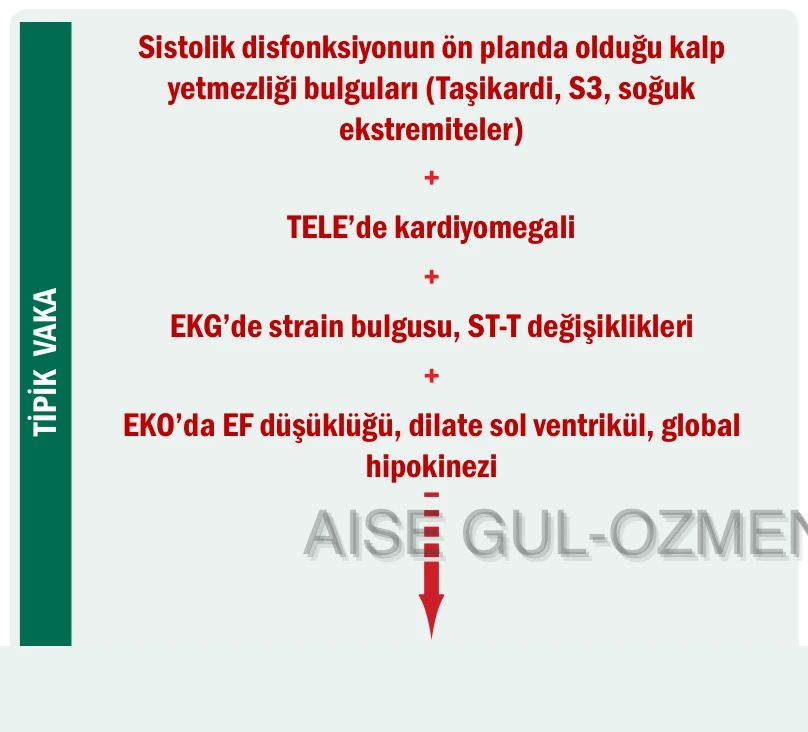 TİPİK VAKA
Sistolik disfonksiyonun ön planda olduğu kalp
yetmezliği bulguları (Taşikardi, S3, soğuk
ekstremiteler)
+
TELE’de kardiyomegali
+
EKG’de strain bulgusu, ST-T değişiklikleri
+
EKO’da EF düşüklüğü, dilate sol ventrikül, global
hipokinezi
AISE GUL-OZMEN